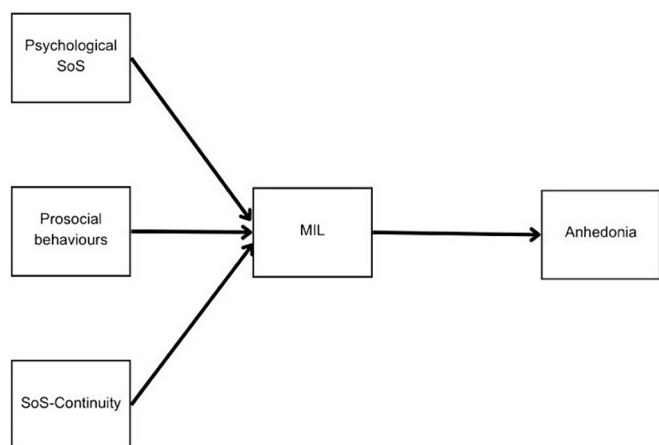 Psychological
SoS
Prosocial
behaviours
MIL
Anhedonia
SoS-Continuity